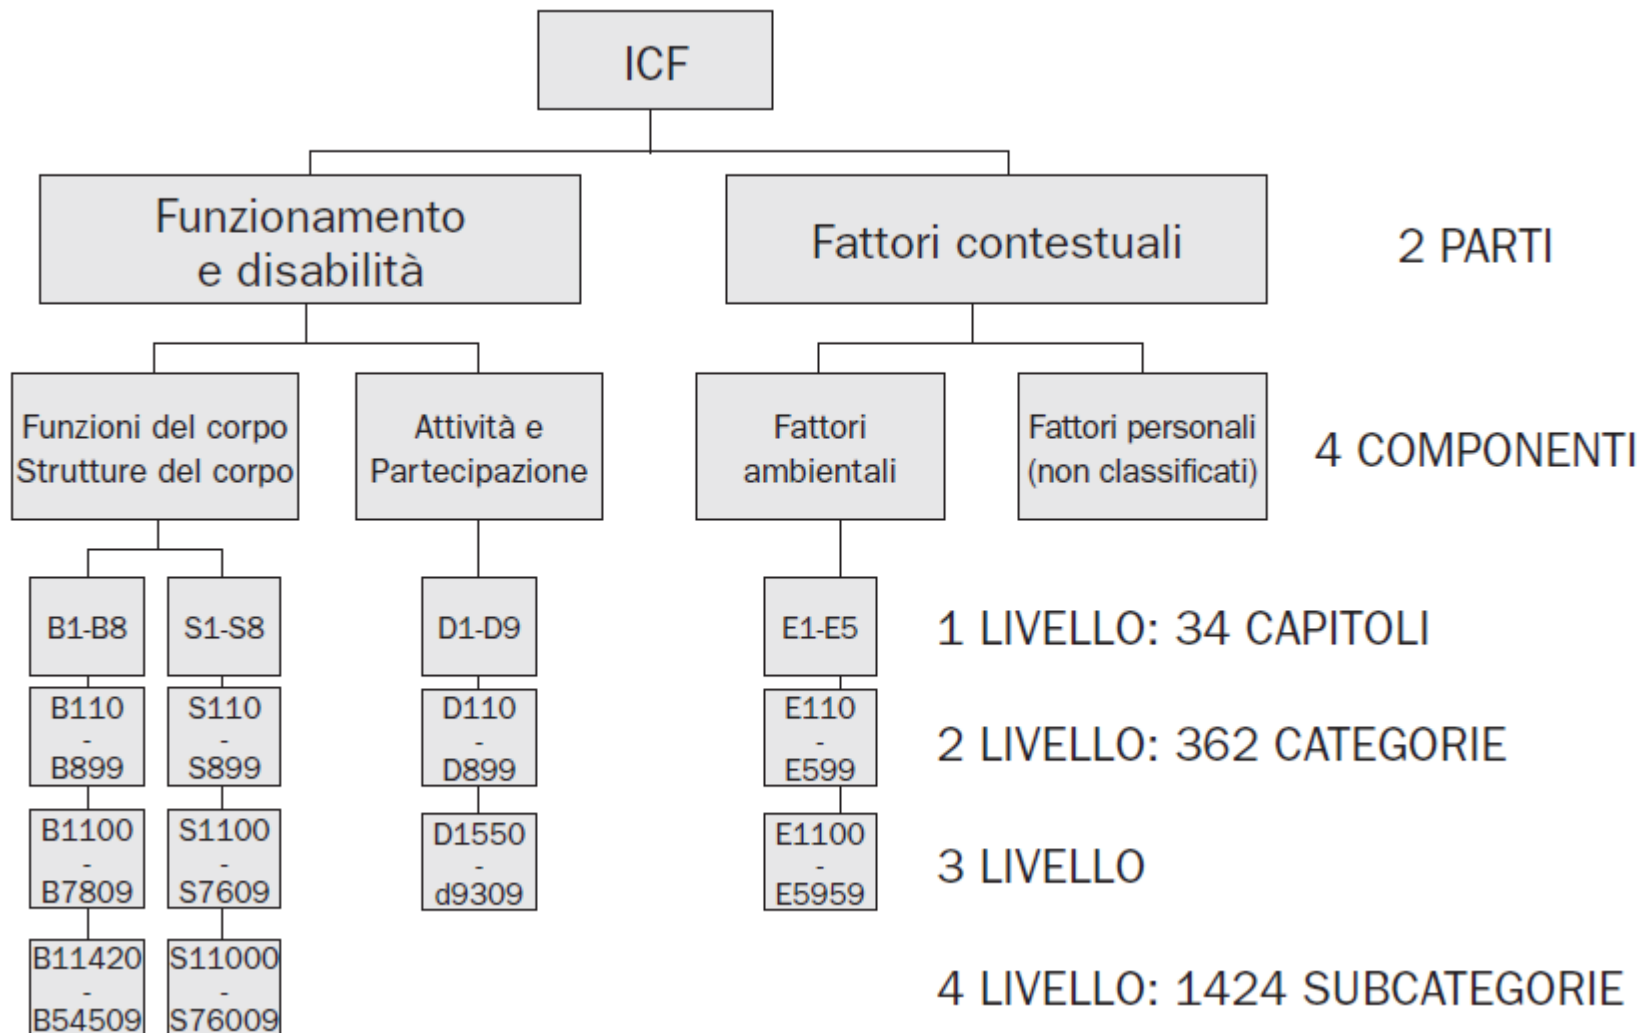 ICF
Funzionamento
e disabilità
Fattori contestuali
2 PARTI
Funzioni del corpo
Strutture del corpo
Attività e
Partecipazione
Fattori
ambientali
Fattori personali
(non classificati)
4 COMPONENTI
B1-B8
S1-S8
D1-D9
E1-E5
1 LIVELLO: 34 CAPITOLI
B110
-
B899
S110
-
S899
D110
-
D899
E110
-
E599
2 LIVELLO: 362 CATEGORIE
B1100
-
B7809
S1100
-
S7609
D1550
-
d9309
E1100
-
E5959
3 LIVELLO
B11420
-
B54509
S11000
-
S76009
4 LIVELLO: 1424 SUBCATEGORIE